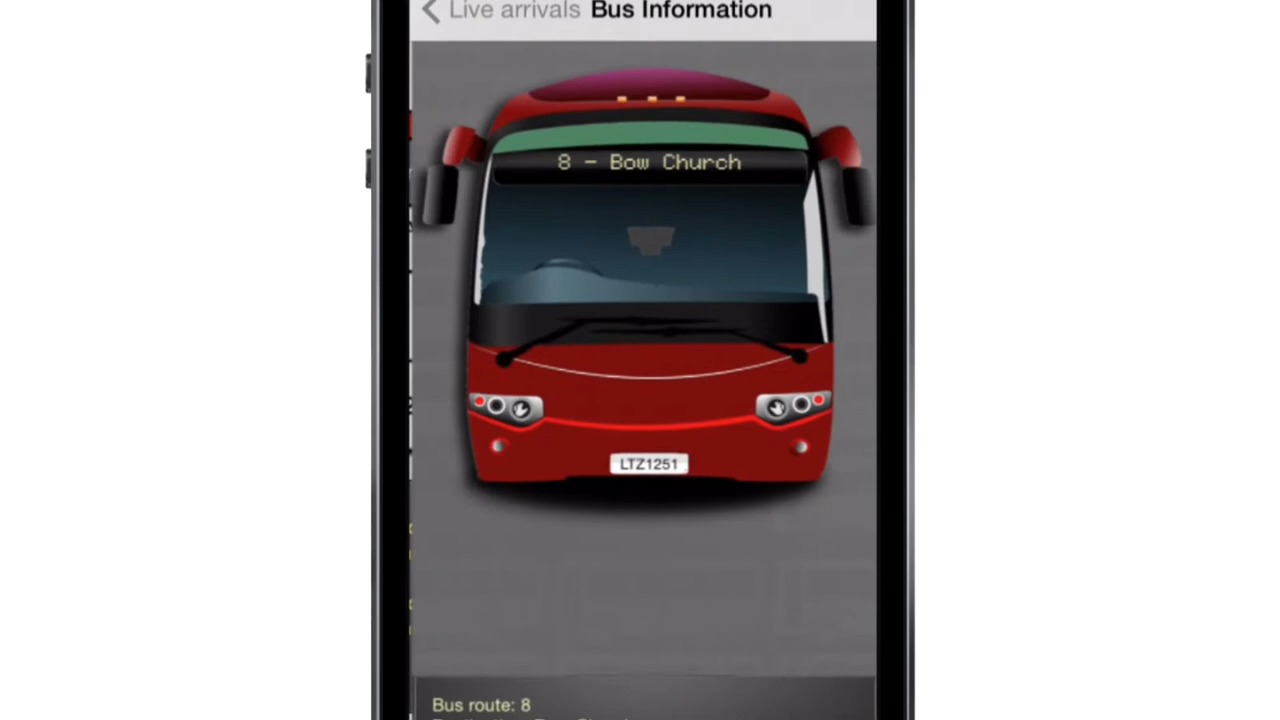 Live arrivals Bus Information
8 - Bow Church
LTZ1251
Bus route: 8